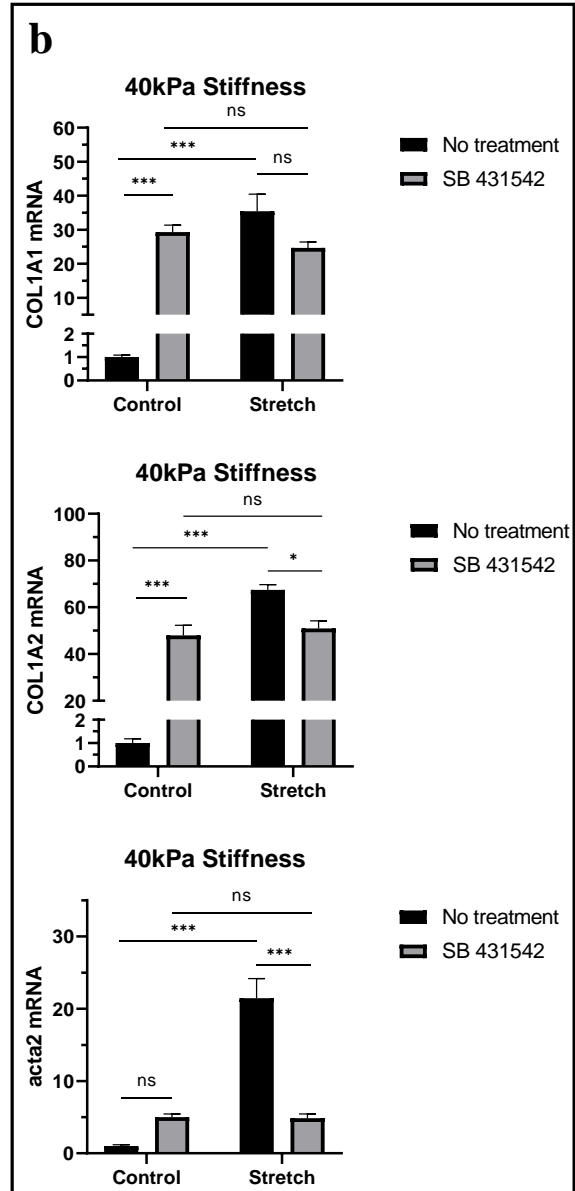 b
40kPa Stiffness
ns
***
ns
***
No treatment
SB 431542
COL1A1 mRNA
60
50
40
30
20
10
2
1
0
Control
Stretch
40kPa Stiffness
ns
***
***
*
No treatment
SB 431542
COL1A2 mRNA
100
80
60
40
20
2
1
0
Control
Stretch
40kPa Stiffness
ns
***
***
ns
No treatment
SB 431542
acta2 mRNA
30
20
10
5
0
Control
Stretch